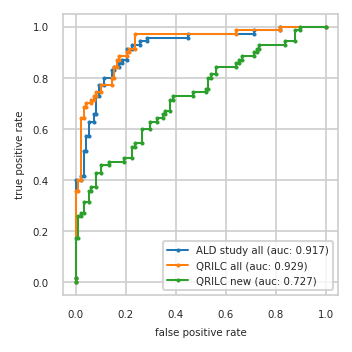 1.0
0.8
0.6
0.4
0.2
0.0
true positive rate
ALD study all (auc: 0.917)
QRILC all (auc: 0.929)
QRILC new (auc: 0.727)
0.0 0.2 0.4 0.6 0.8 1.0
false positive rate